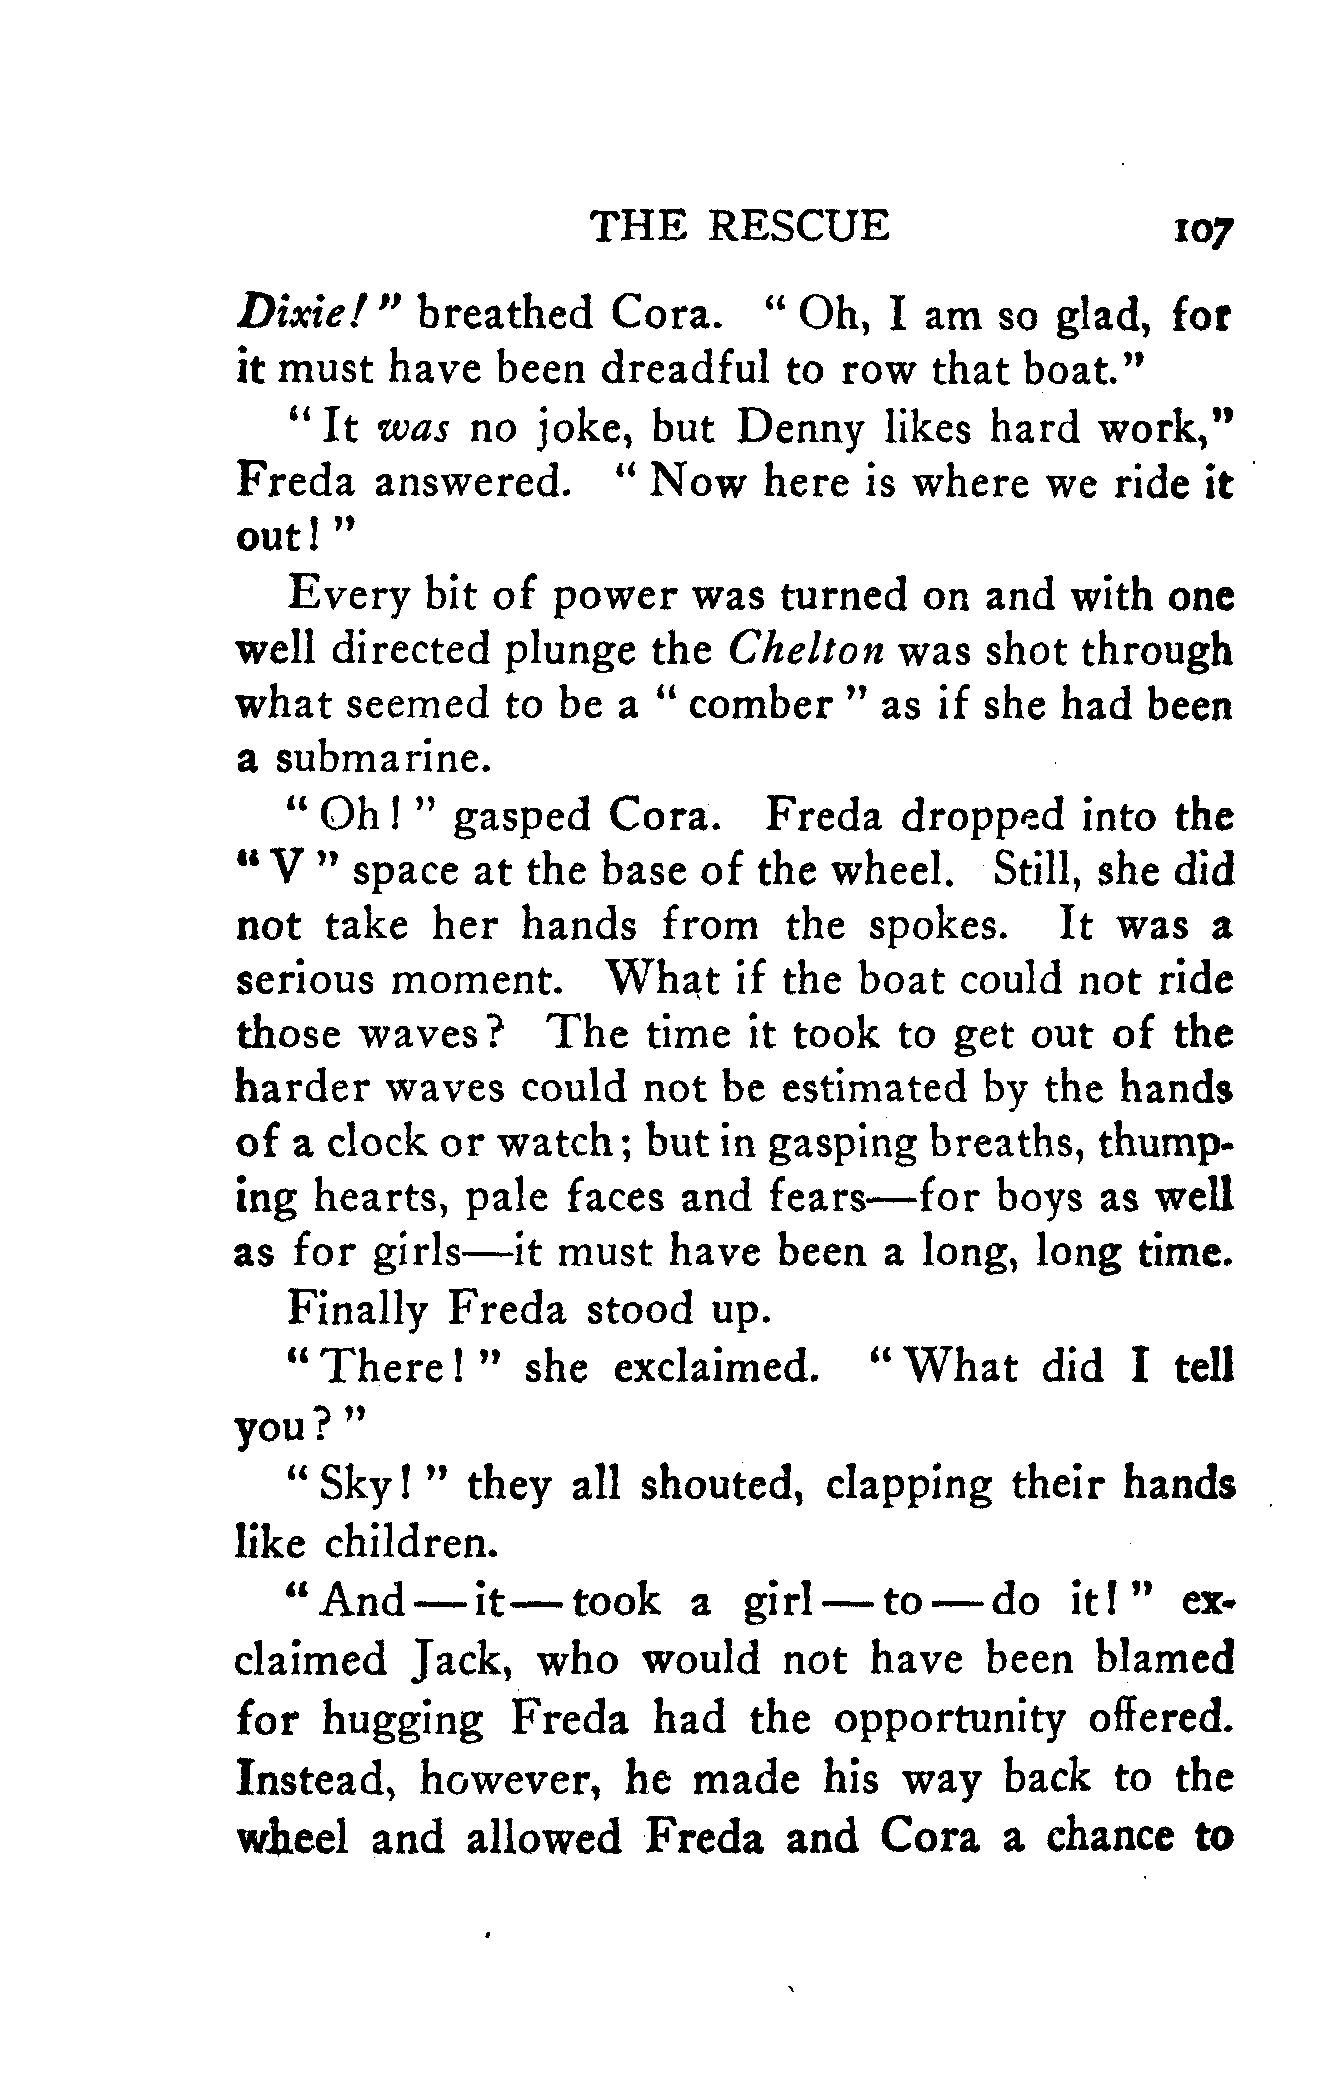 THE RESCUE 107
Dixie!" breathed Cora. "Oh, I am so glad, for
it must have been dreadful to row that boat."
"It was no joke, but Denny likes hard work,"
Freda answered. "Now here is where we ride it
out!"
Every bit of power was turned on and with one
well directed plunge the Chelton was shot through
what seemed to be a "comber" as if she had been
a submarine.
"Oh!" gasped Cora. Freda dropped into the
"V" space at the base of the wheel. Still, she did
not take her hands from the spokes. It was a
serious moment. What if the boat could not ride
those waves? The time it took to get out of the
harder waves could not be estimated by the hands
of a clock or watch; but in gasping breaths, thump-
ing hearts, pale faces and fears—for boys as well
as for girls—it must have been a long, long time.
Finally Freda stood up.
"There!" she exclaimed. "What did I tell
you?"
"Sky!" they all shouted, clapping their hands
like children.
"And—it—took a girl—to—do it!" ex-
claimed Jack, who would not have been blamed
for hugging Freda had the opportunity offered.
Instead, however, he made his way back to the
wheel and allowed Freda and Cora a chance to